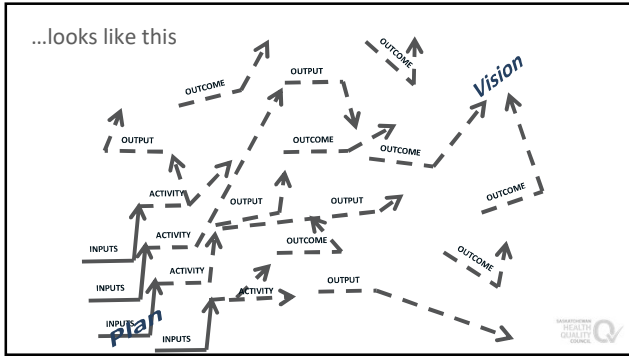 ...looks like this
OUTCOME
Vision
OUTPUT
OUTCOME
OUTPUT
OUTCOME
OUTCOME
ACTIVITY
OUTCOME
OUTPUT
OUTPUT
ACTIVITY
OUTCOME
INPUTS
OUTCOME
ACTIVITY
INPUTS
OUTPUT
ACTIVITY
INPUTS
Plan
INPUTS
SASKATCHEWAN
HEALTH
QUALITY
COUNCIL